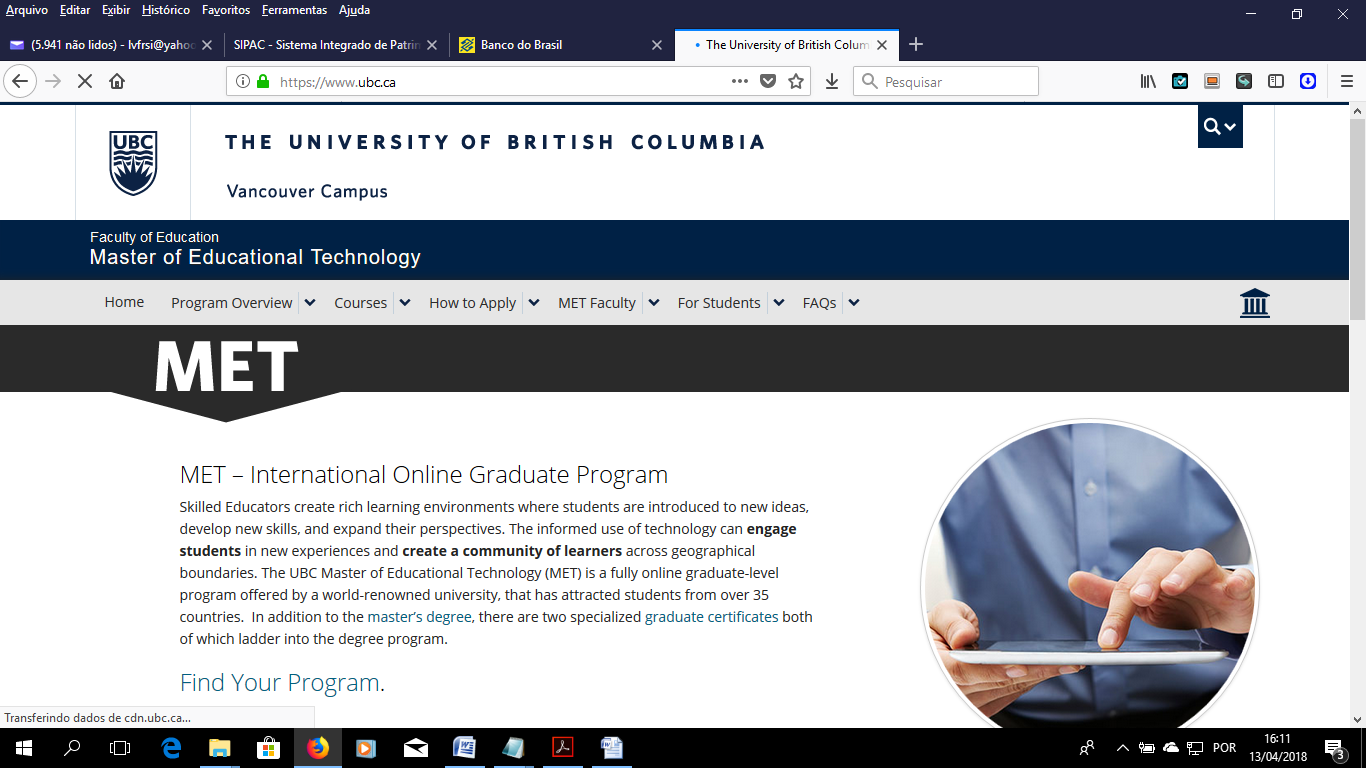 Arquivo Editar Exibir Histórico Favoritos Ferramentas Ajuda
(5.941 não lidos) - lvfrsi@yahoo
SIPAC - Sistema Integrado de Patrim
Banco do Brasil
The University of British Colum
https://www.ubc.ca
Pesquisar
UBC
THE UNIVERSITY OF BRITISH COLUMBIA
Vancouver Campus
Faculty of Education
Master of Educational Technology
Home Program Overview Courses How to Apply MET Faculty For Students FAQs
MET
MET – International Online Graduate Program
Skilled Educators create rich learning environments where students are introduced to new ideas,
develop new skills, and expand their perspectives. The informed use of technology can engage
students in new experiences and create a community of learners across geographical
boundaries. The UBC Master of Educational Technology (MET) is a fully online graduate-level
program offered by a world-renowned university, that has attracted students from over 35
countries. In addition to the master's degree, there are two specialized graduate certificates both
of which ladder into the degree program.
Find Your Program.
Transferindo dados de cdn.ubc.ca...
POR
16:11
13/04/2018
3